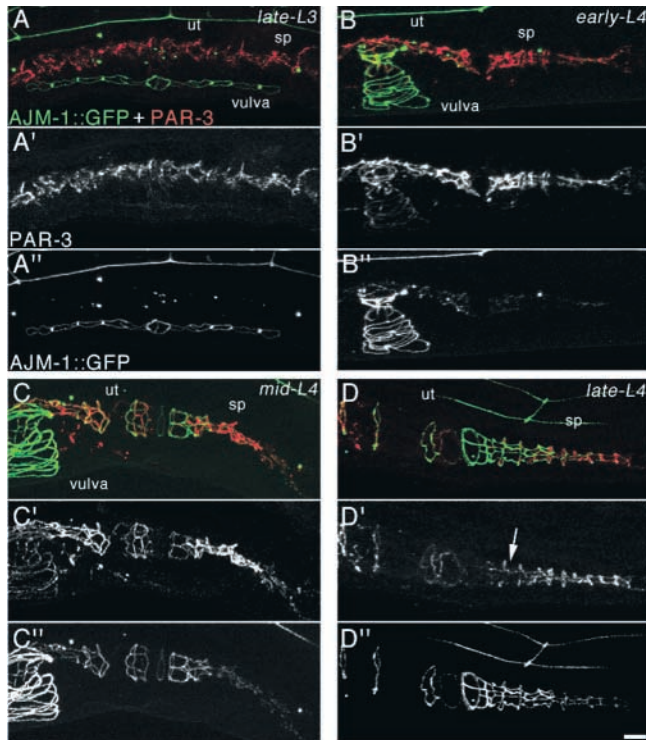 A late-L3
ut
sp
vulva
AJM-1::GFP + PAR-3
A'
PAR-3
A"
AJM-1::GFP
B early-L4
ut
sp
vulva
B'
B"
C mid-L4
ut
sp
vulva
C'
C"
D late-L4
ut
sp
D'
D"